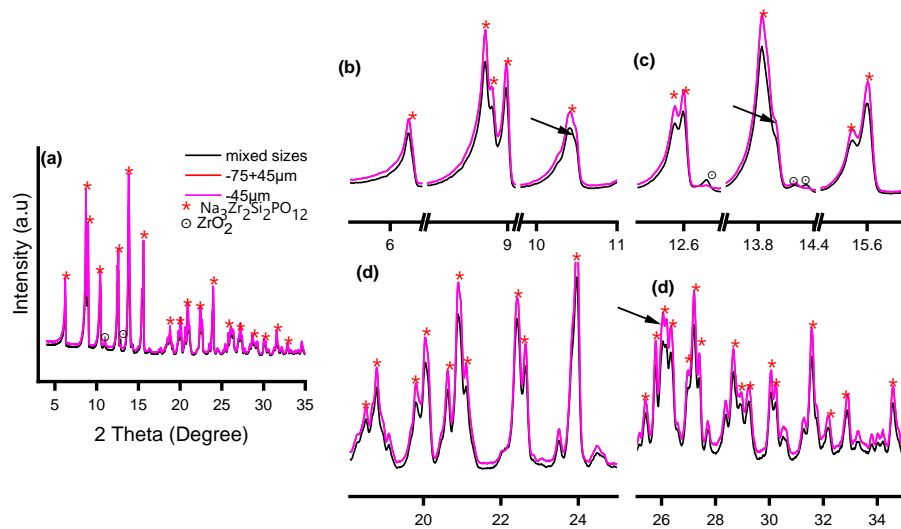 (a)
mixed sizes
-75+45µm
-45µm
* Na3Zr2Si2PO12
⊙ ZrO2
Intensity (a.u)
5 10 15 20 25 30 35
2 Theta (Degree)
(b)
6 9 10 11
(c)
12.6 13.8 14.4 15.6
(d)
20 22 24
(d)
26 28 30 32 34